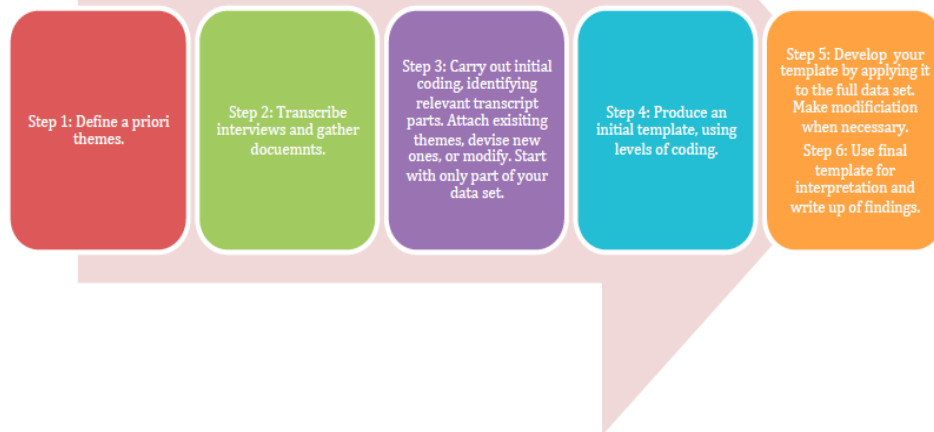 Step 1: Define a priori
themes.
Step 2: Transcribe
interviews and gather
docuemnts.
Step 3: Carry out initial
coding, identifying
relevant transcript
parts. Attach exisiting
themes, devise new
ones, or modify. Start
with only part of your
data set.
Step 4: Produce an
initial template, using
levels of coding.
Step 5: Develop your
template by applying it
to the full data set.
Make modificiation
when necessary.
Step 6: Use final
template for
interpretation and
write up of findings.